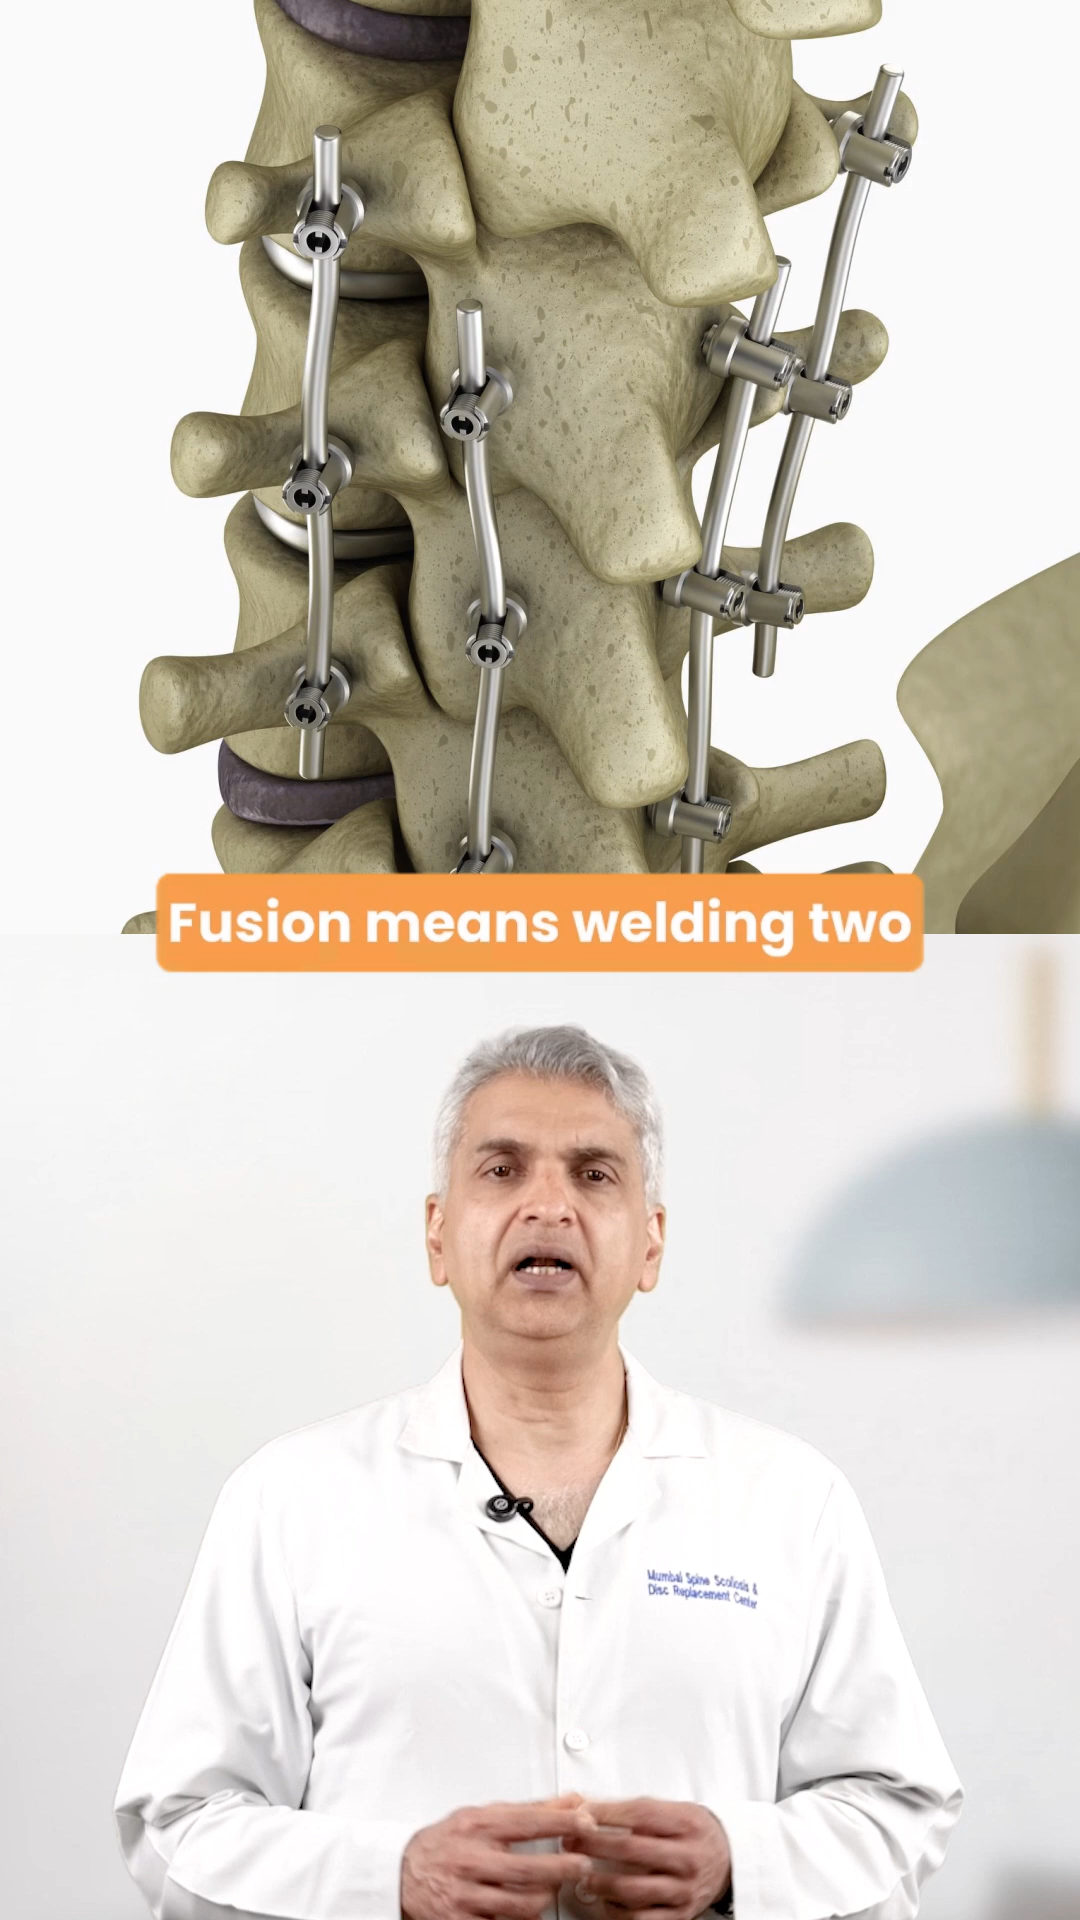 Fusion means welding two
Mumbai Spine Scoliosis &
Disc Replacement Center